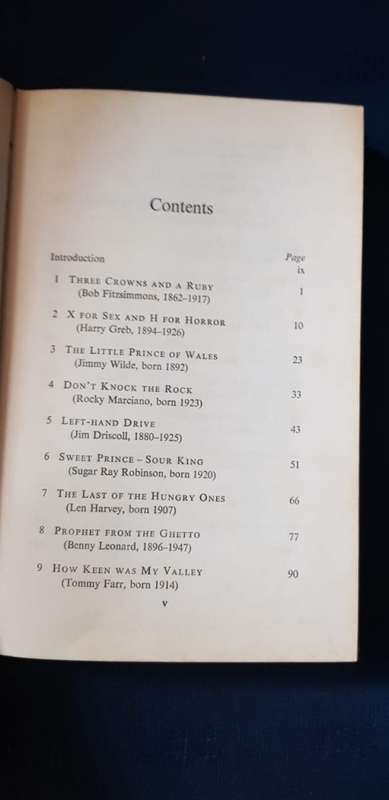 Contents
Introduction Page
ix
1 THREE CROWNS AND A RUBY
(Bob Fitzsimmons, 1862–1917) 1
2 X FOR SEX AND H FOR HORROR
(Harry Greb, 1894–1926) 10
3 THE LITTLE PRINCE OF WALES
(Jimmy Wilde, born 1892) 23
4 DON'T KNOCK THE ROCK
(Rocky Marciano, born 1923) 33
5 LEFT-HAND DRIVE
(Jim Driscoll, 1880–1925) 43
6 SWEET PRINCE – SOUR KING
(Sugar Ray Robinson, born 1920) 51
7 THE LAST OF THE HUNGRY ONES
(Len Harvey, born 1907) 66
8 PROPHET FROM THE GHETTO
(Benny Leonard, 1896–1947) 77
9 HOW KEEN WAS MY VALLEY
(Tommy Farr, born 1914) 90
v